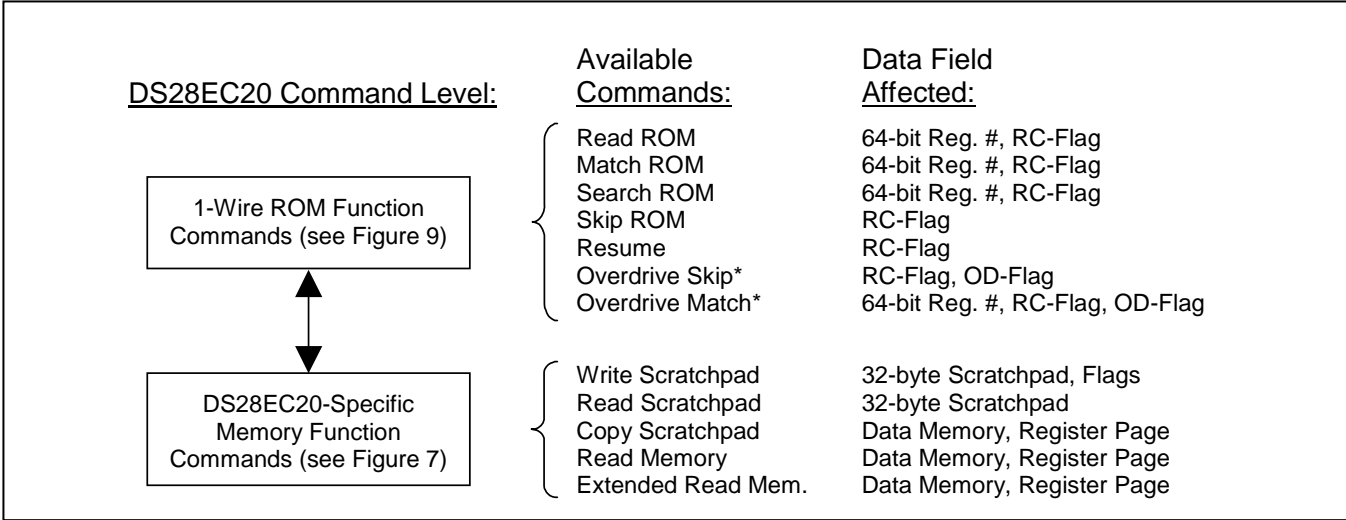 Available Data Field
DS28EC20 Command Level: Commands: Affected:
Read ROM 64-bit Reg. #, RC-Flag
Match ROM 64-bit Reg. #, RC-Flag
Search ROM 64-bit Reg. #, RC-Flag
1-Wire ROM Function
Commands (see Figure 9)
Skip ROM RC-Flag
Resume RC-Flag
Overdrive Skip* RC-Flag, OD-Flag
Overdrive Match* 64-bit Reg. #, RC-Flag, OD-Flag
Write Scratchpad 32-byte Scratchpad, Flags
Read Scratchpad 32-byte Scratchpad
DS28EC20-Specific
Memory Function
Commands (see Figure 7)
Copy Scratchpad Data Memory, Register Page
Read Memory Data Memory, Register Page
Extended Read Mem. Data Memory, Register Page